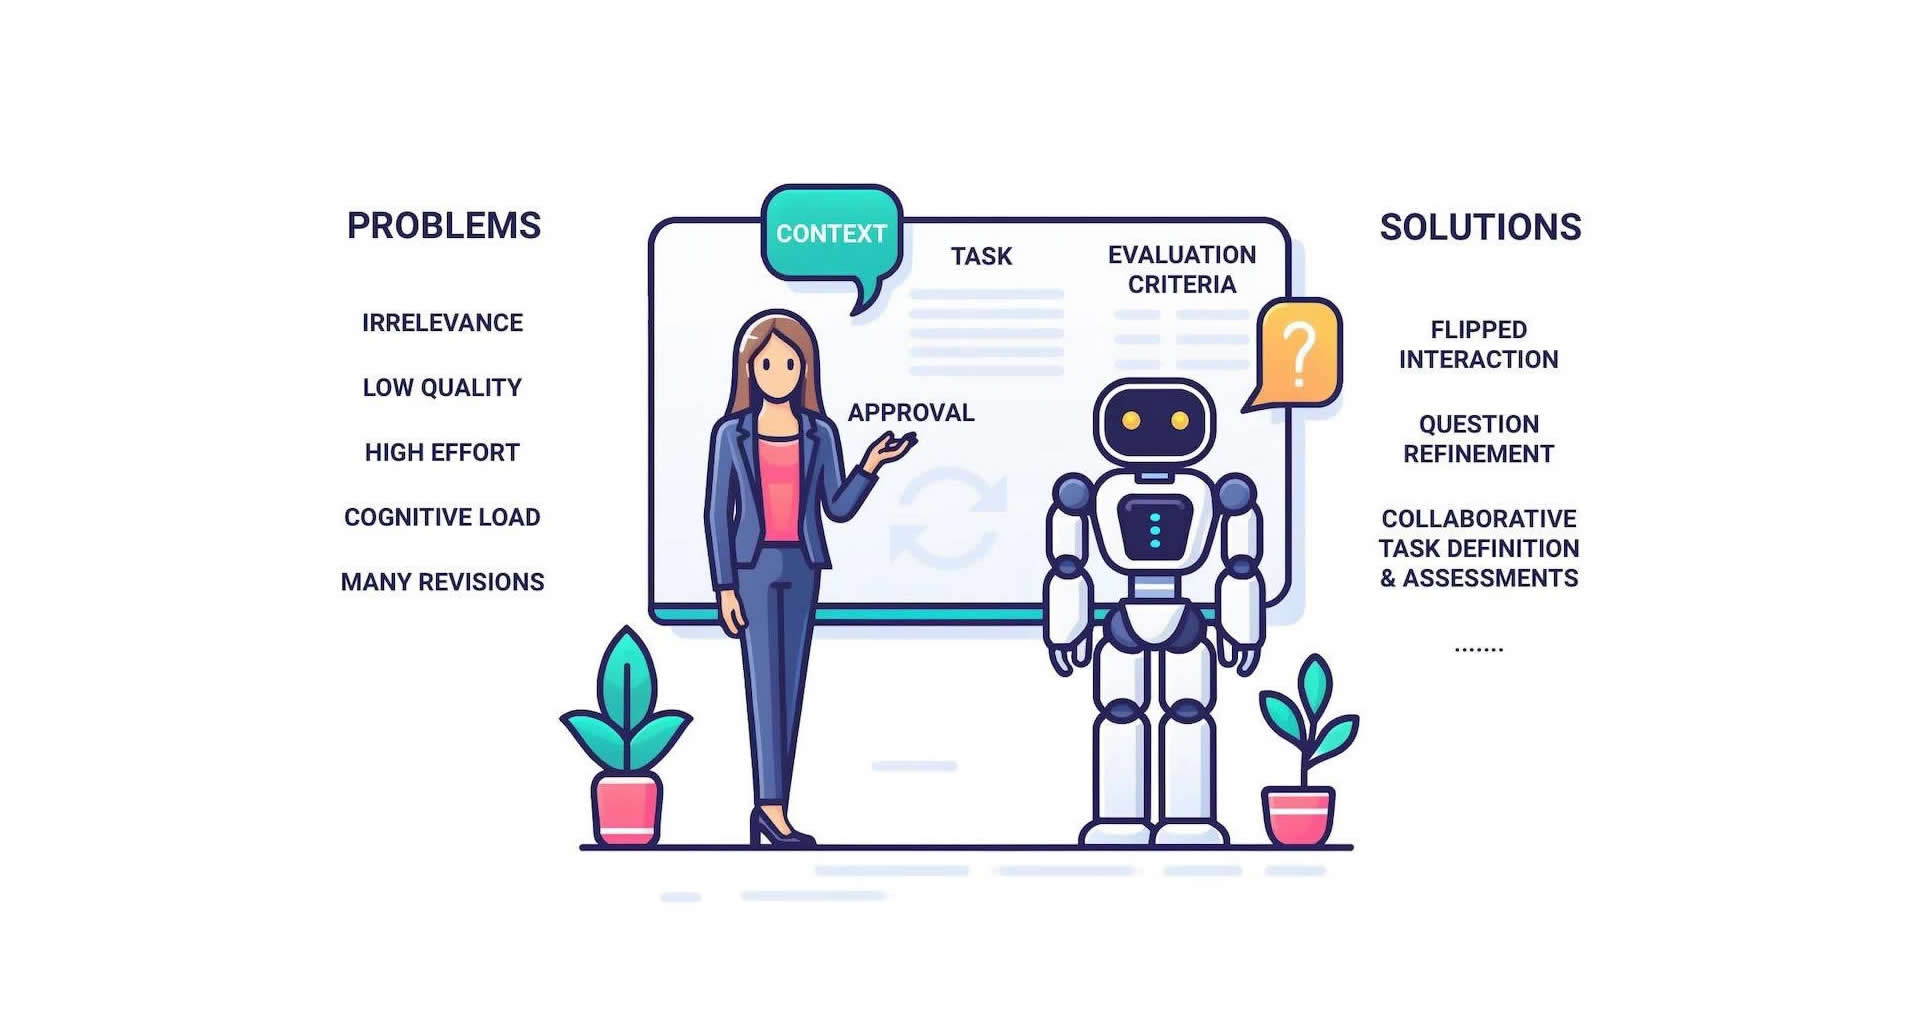 PROBLEMS
IRRELEVANCE
LOW QUALITY
HIGH EFFORT
COGNITIVE LOAD
MANY REVISIONS
CONTEXT
TASK
EVALUATION
CRITERIA
?
APPROVAL
SOLUTIONS
FLIPPED
INTERACTION
QUESTION
REFINEMENT
COLLABORATIVE
TASK DEFINITION
& ASSESSMENTS
.......